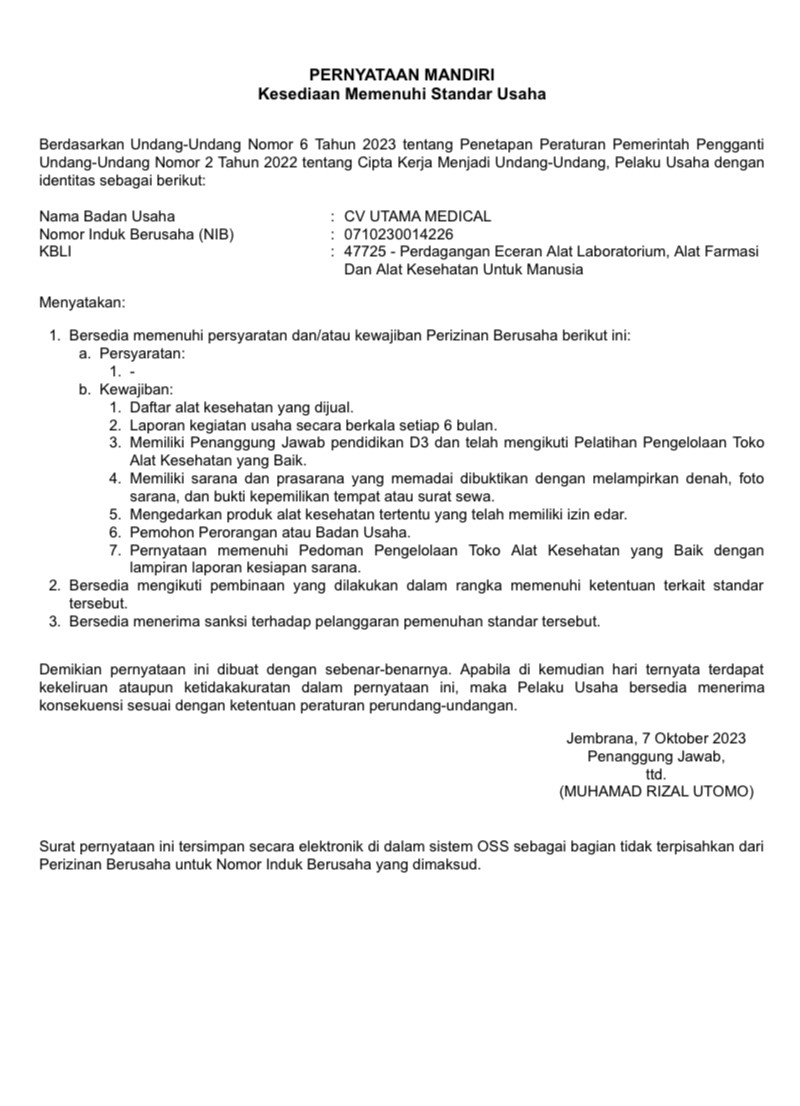 PERNYATAAN MANDIRI
Kesediaan Memenuhi Standar Usaha
Berdasarkan Undang-Undang Nomor 6 Tahun 2023 tentang Penetapan Peraturan Pemerintah Pengganti
Undang-Undang Nomor 2 Tahun 2022 tentang Cipta Kerja Menjadi Undang-Undang, Pelaku Usaha dengan
identitas sebagai berikut:
Nama Badan Usaha : CV UTAMA MEDICAL
Nomor Induk Berusaha (NIB) : 0710230014226
KBLI : 47725 - Perdagangan Eceran Alat Laboratorium, Alat Farmasi
Dan Alat Kesehatan Untuk Manusia
Menyatakan:
1. Bersedia memenuhi persyaratan dan/atau kewajiban Perizinan Berusaha berikut ini:
a. Persyaratan:
1. -
b. Kewajiban:
1. Daftar alat kesehatan yang dijual.
2. Laporan kegiatan usaha secara berkala setiap 6 bulan.
3. Memiliki Penanggung Jawab pendidikan D3 dan telah mengikuti Pelatihan Pengelolaan Toko
Alat Kesehatan yang Baik.
4. Memiliki sarana dan prasarana yang memadai dibuktikan dengan melampirkan denah, foto
sarana, dan bukti kepemilikan tempat atau surat sewa.
5. Mengedarkan produk alat kesehatan tertentu yang telah memiliki izin edar.
6. Pemohon Perorangan atau Badan Usaha.
7. Pernyataan memenuhi Pedoman Pengelolaan Toko Alat Kesehatan yang Baik dengan
lampiran laporan kesiapan sarana.
2. Bersedia mengikuti pembinaan yang dilakukan dalam rangka memenuhi ketentuan terkait standar
tersebut.
3. Bersedia menerima sanksi terhadap pelanggaran pemenuhan standar tersebut.
Demikian pernyataan ini dibuat dengan sebenar-benarnya. Apabila di kemudian hari ternyata terdapat
kekeliruan ataupun ketidakakuratan dalam pernyataan ini, maka Pelaku Usaha bersedia menerima
konsekuensi sesuai dengan ketentuan peraturan perundang-undangan.
Jembrana, 7 Oktober 2023
Penanggung Jawab,
ttd.
(MUHAMAD RIZAL UTOMO)
Surat pernyataan ini tersimpan secara elektronik di dalam sistem OSS sebagai bagian tidak terpisahkan dari
Perizinan Berusaha untuk Nomor Induk Berusaha yang dimaksud.